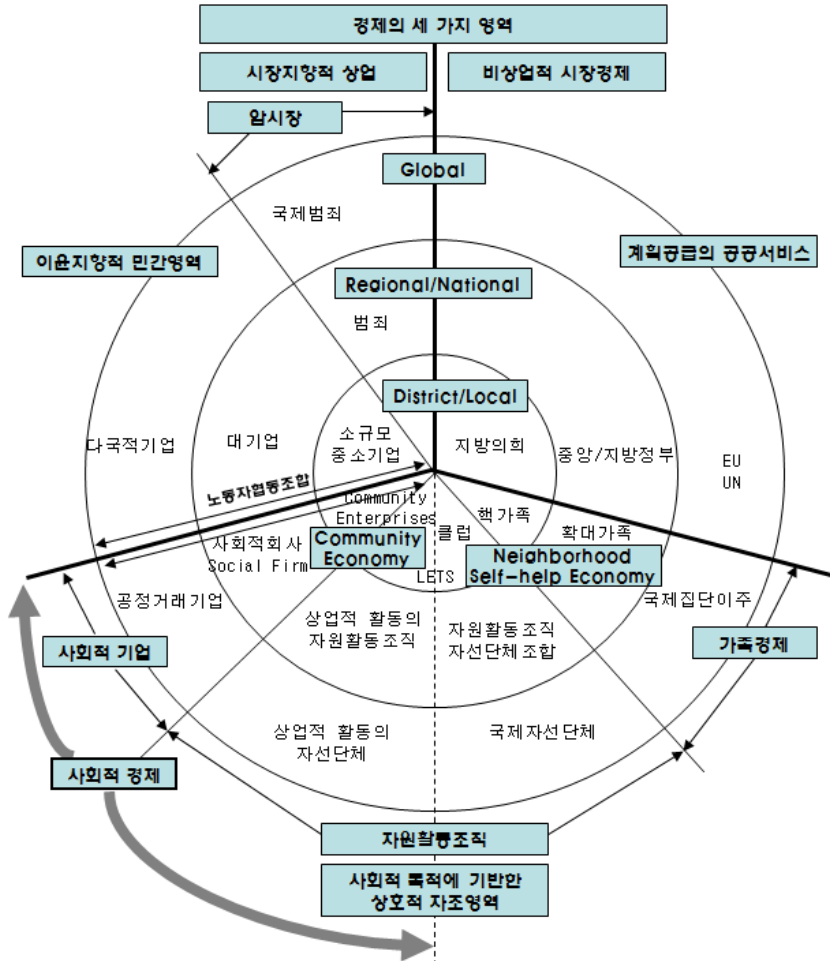 경제의 세 가지 영역
시장지향적 상업
비상업적 시장경제
암시장
Global
국제범죄
이윤지향적 민간영역
계획공급의 공공서비스
Regional/National
범죄
District/Local
소규모
중소기업
지방의회
다국적기업
대기업
중앙/지방정부
EU
UN
노동자협동조합
Community
Enterprises
클럽
핵가족
확대가족
사회적회사
Social Firm
Community
Economy
Neighborhood
Self-help Economy
LETS
공정거래기업
국제집단이주
상업적 활동의
자원활동조직
자원활동조직
자선단체조합
사회적 기업
가족경제
상업적 활동의
자선단체
국제자선단체
사회적 경제
자원활동조직
사회적 목적에 기반한
상호적 자조영역